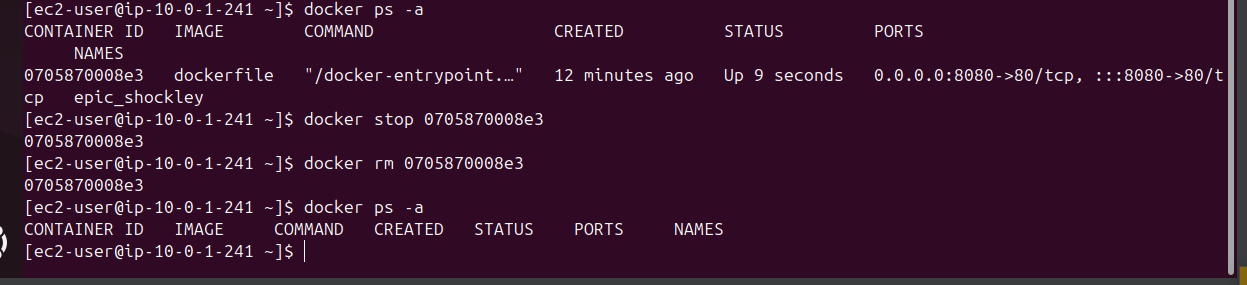 [ec2-user@ip-10-0-1-241 ~]$ docker ps -a
CONTAINER ID   IMAGE        COMMAND                  CREATED          STATUS         PORTS
     NAMES
0705870008e3   dockerfile   "/docker-entrypoint.…"   12 minutes ago   Up 9 seconds   0.0.0.0:8080->80/tcp, :::8080->80/t
cp   epic_shockley
[ec2-user@ip-10-0-1-241 ~]$ docker stop 0705870008e3
0705870008e3
[ec2-user@ip-10-0-1-241 ~]$ docker rm 0705870008e3
0705870008e3
[ec2-user@ip-10-0-1-241 ~]$ docker ps -a
CONTAINER ID   IMAGE     COMMAND   CREATED   STATUS    PORTS     NAMES
[ec2-user@ip-10-0-1-241 ~]$